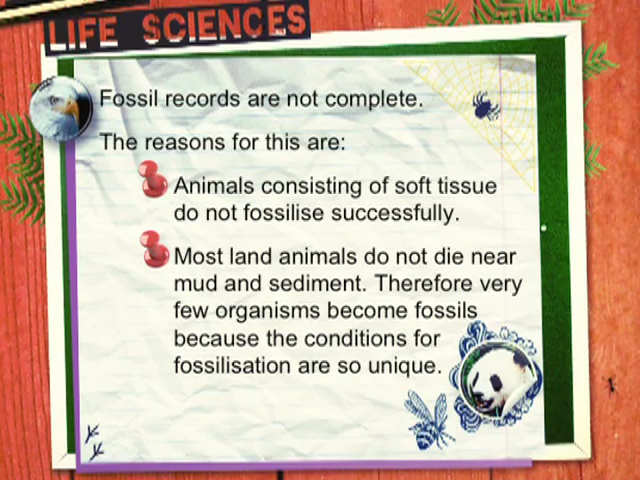 LIFE SCIENCES
Fossil records are not complete.
The reasons for this are:
Animals consisting of soft tissue
do not fossilise successfully.
Most land animals do not die near
mud and sediment. Therefore very
few organisms become fossils
because the conditions for
fossilisation are so unique.